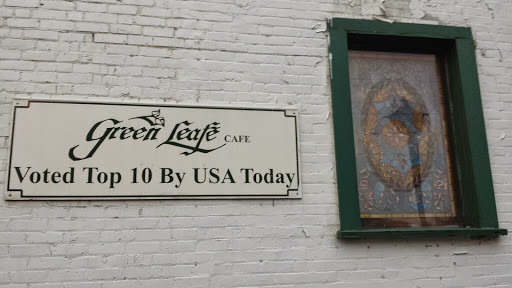 Green Leafe CAFE
Voted Top 10 By USA Today